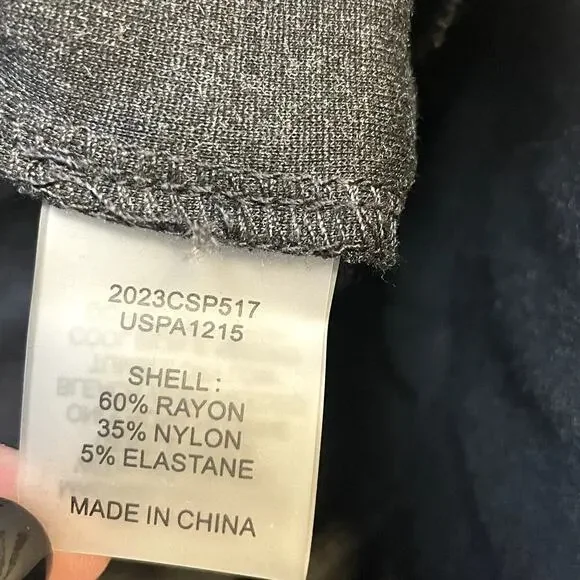 2023CSP517
USPA1215
SHELL :
60% RAYON
35% NYLON
5% ELASTANE
MADE IN CHINA